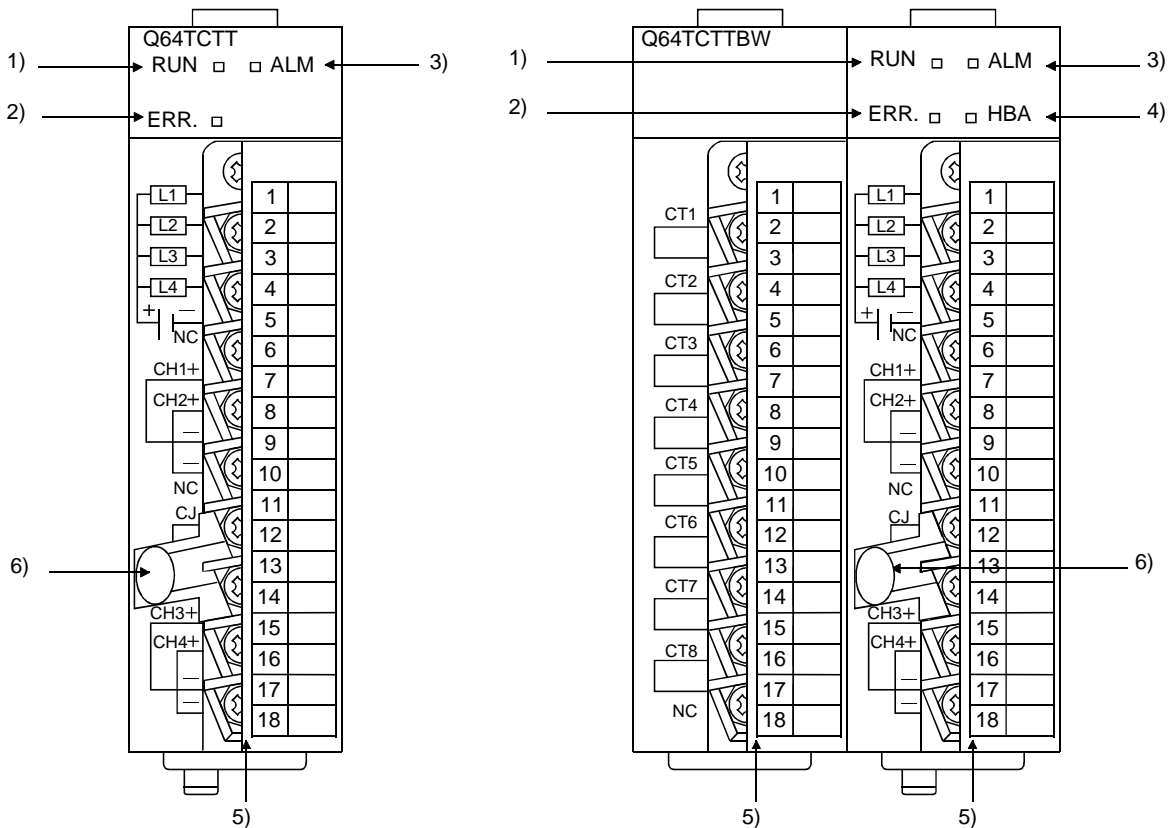 Q64TCTT
1) RUN ALM 3)
2) ERR.
L1
L2
L3
L4
+ —
NC
CH1+
CH2+
—
—
NC
CJ
6)
CH3+
CH4+
—
—
1
2
3
4
5
6
7
8
9
10
11
12
13
14
15
16
17
18
5)
Q64TCTTBW
1) RUN ALM 3)
2) ERR. HBA 4)
CT1
CT2
CT3
CT4
CT5
CT6
CT7
CT8
NC
1
2
3
4
5
6
7
8
9
10
11
12
13
14
15
16
17
18
5)
L1
L2
L3
L4
+ —
NC
CH1+
CH2+
—
—
NC
CJ
6)
CH3+
CH4+
—
—
1
2
3
4
5
6
7
8
9
10
11
12
13
14
15
16
17
18
5)